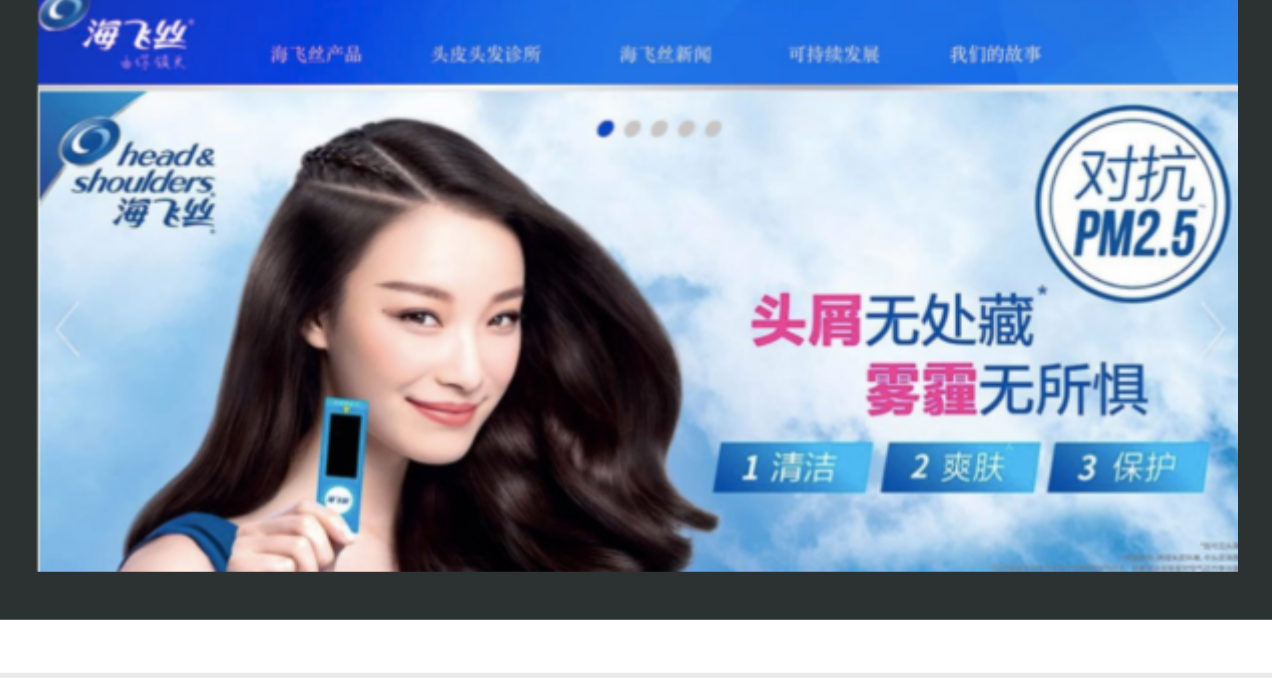 海飞丝
海飞丝产品 头皮头发诊所 海飞丝新闻 可持续发展 我们的故事
head&
shoulders
海飞丝
对抗
PM2.5
头屑无处藏*
雾霾无所惧
1 清洁 2 爽肤 3 保护
海飞丝